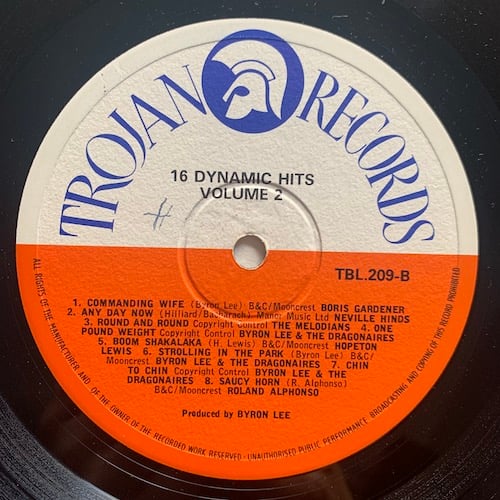 TROJAN RECORDS
16 DYNAMIC HITS
VOLUME 2
TBL.209-B
1. COMMANDING WIFE (Byron Lee) B&C/Mooncrest BORIS GARDENER
2. ANY DAY NOW (Hilliard/Bacharach) Manor Music Ltd NEVILLE HINDS
3. ROUND AND ROUND Copyright Control THE MELODIANS 4. ONE
POUND WEIGHT Copyright Control BYRON LEE & THE DRAGONAIRES
5. BOOM SHAKALAKA (H. Lewis) B&C/Mooncrest HOPETON
LEWIS 6. STROLLING IN THE PARK (Byron Lee) B&C/
Mooncrest BYRON LEE & THE DRAGONAIRES 7. CHIN
TO CHIN Copyright Control BYRON LEE & THE
DRAGONAIRES 8. SAUCY HORN (R. Alphonso)
B&C/Mooncrest ROLAND ALPHONSO
Produced by BYRON LEE
ALL RIGHTS OF THE MANUFACTURER AND OF THE OWNER OF THE RECORDED WORK RESERVED - UNAUTHORISED PUBLIC PERFORMANCE BROADCASTING AND COPYING OF THIS RECORD PROHIBITED